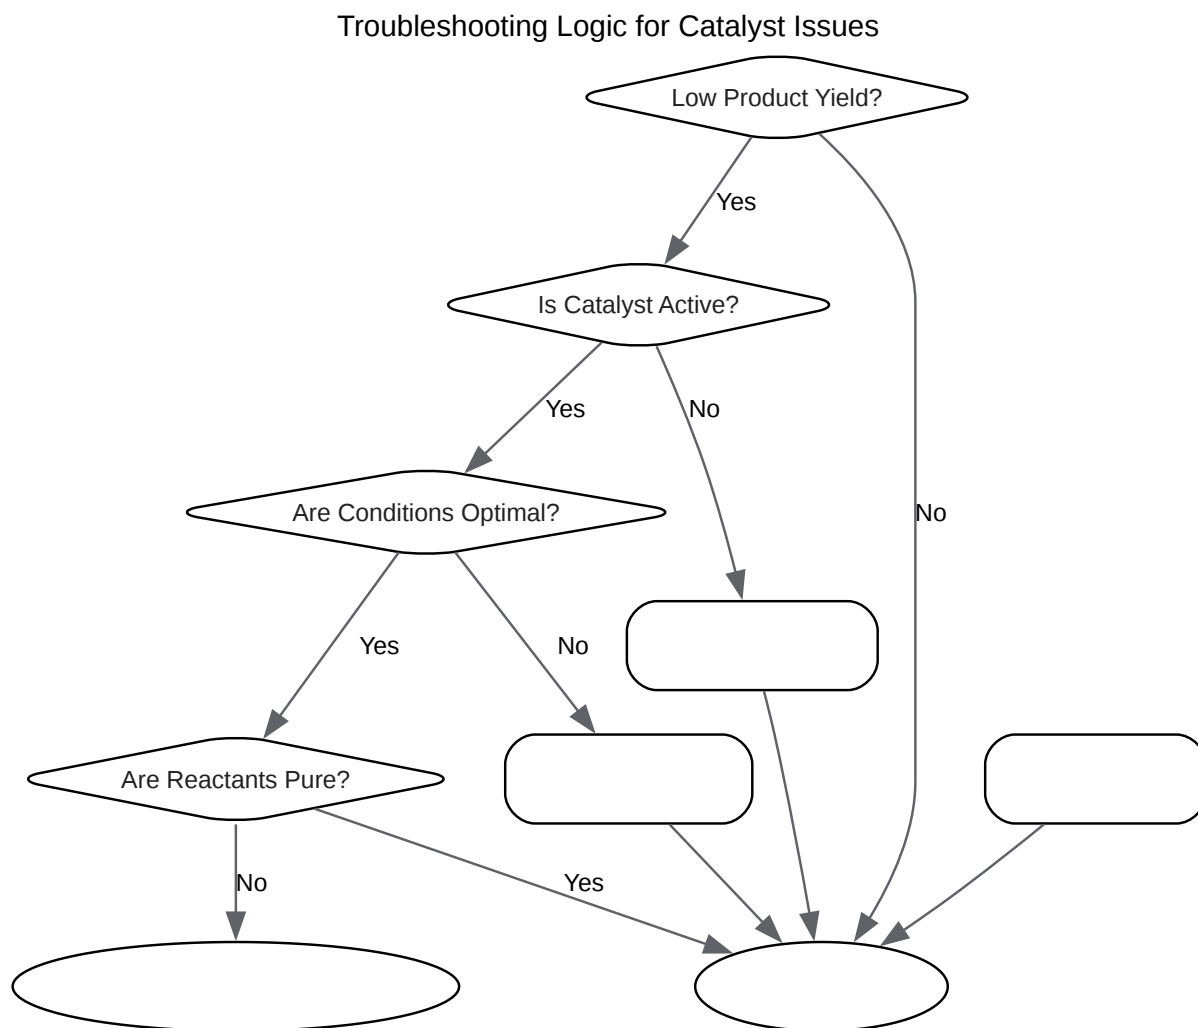 Troubleshooting Logic for Catalyst Issues
Low Product Yield?
Yes
Is Catalyst Active?
Yes
No
Are Conditions Optimal?
No
Yes
No
Are Reactants Pure?
No
Yes